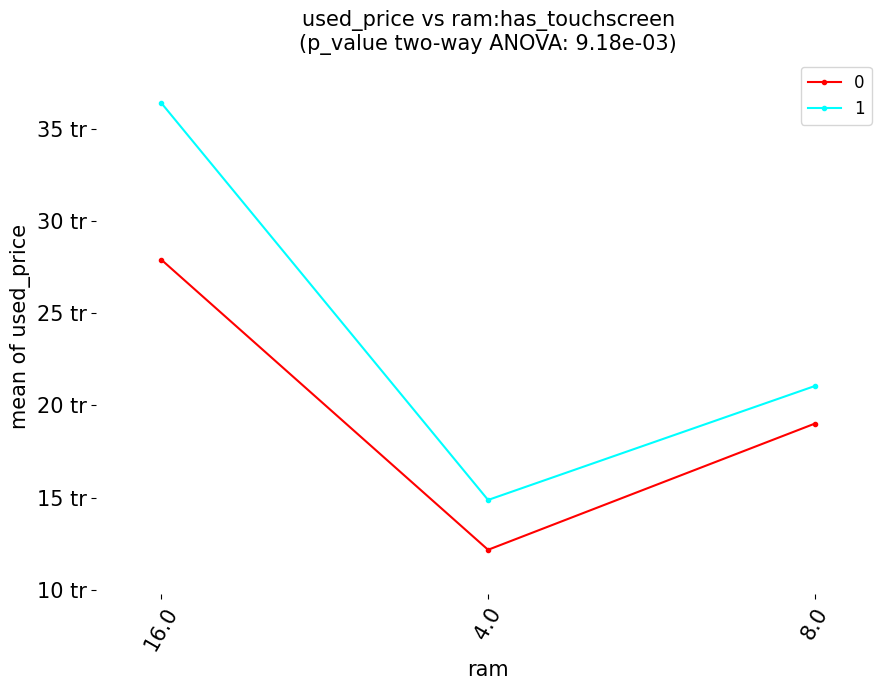 used_price vs ram:has_touchscreen
(p_value two-way ANOVA: 9.18e-03)
0
1
35 tr
30 tr
25 tr
20 tr
15 tr
10 tr
mean of used_price
16.0
4.0
8.0
ram